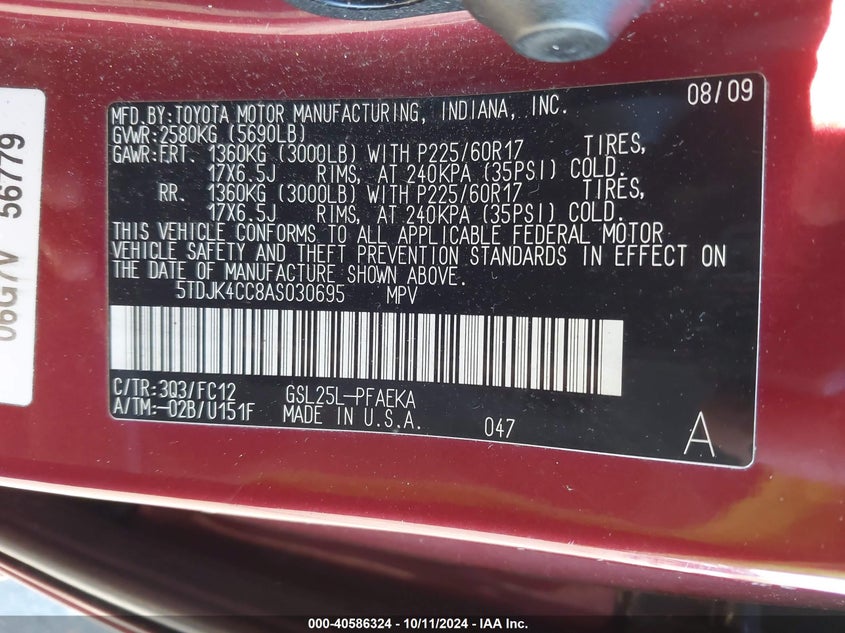 MFD.BY:TOYOTA MOTOR MANUFACTURING, INDIANA, INC. 08/09
GVWR:2580KG (5690LB)
GAWR:FRT. 1360KG (3000LB) WITH P225/60R17 TIRES,
17X6.5J RIMS, AT 240KPA (35PSI) COLD.
RR. 1360KG (3000LB) WITH P225/60R17 TIRES,
17X6.5J RIMS, AT 240KPA (35PSI) COLD.
THIS VEHICLE CONFORMS TO ALL APPLICABLE FEDERAL MOTOR
VEHICLE SAFETY AND THEFT PREVENTION STANDARDS IN EFFECT ON
THE DATE OF MANUFACTURE SHOWN ABOVE.
5TDJK4CC8AS030695 MPV
C/TR:3Q3/FC12 GSL25L-PFAEKA
A/TM:-02B/U151F MADE IN U.S.A. 047
A
56779
000-40586324 - 10/11/2024 - IAA Inc.